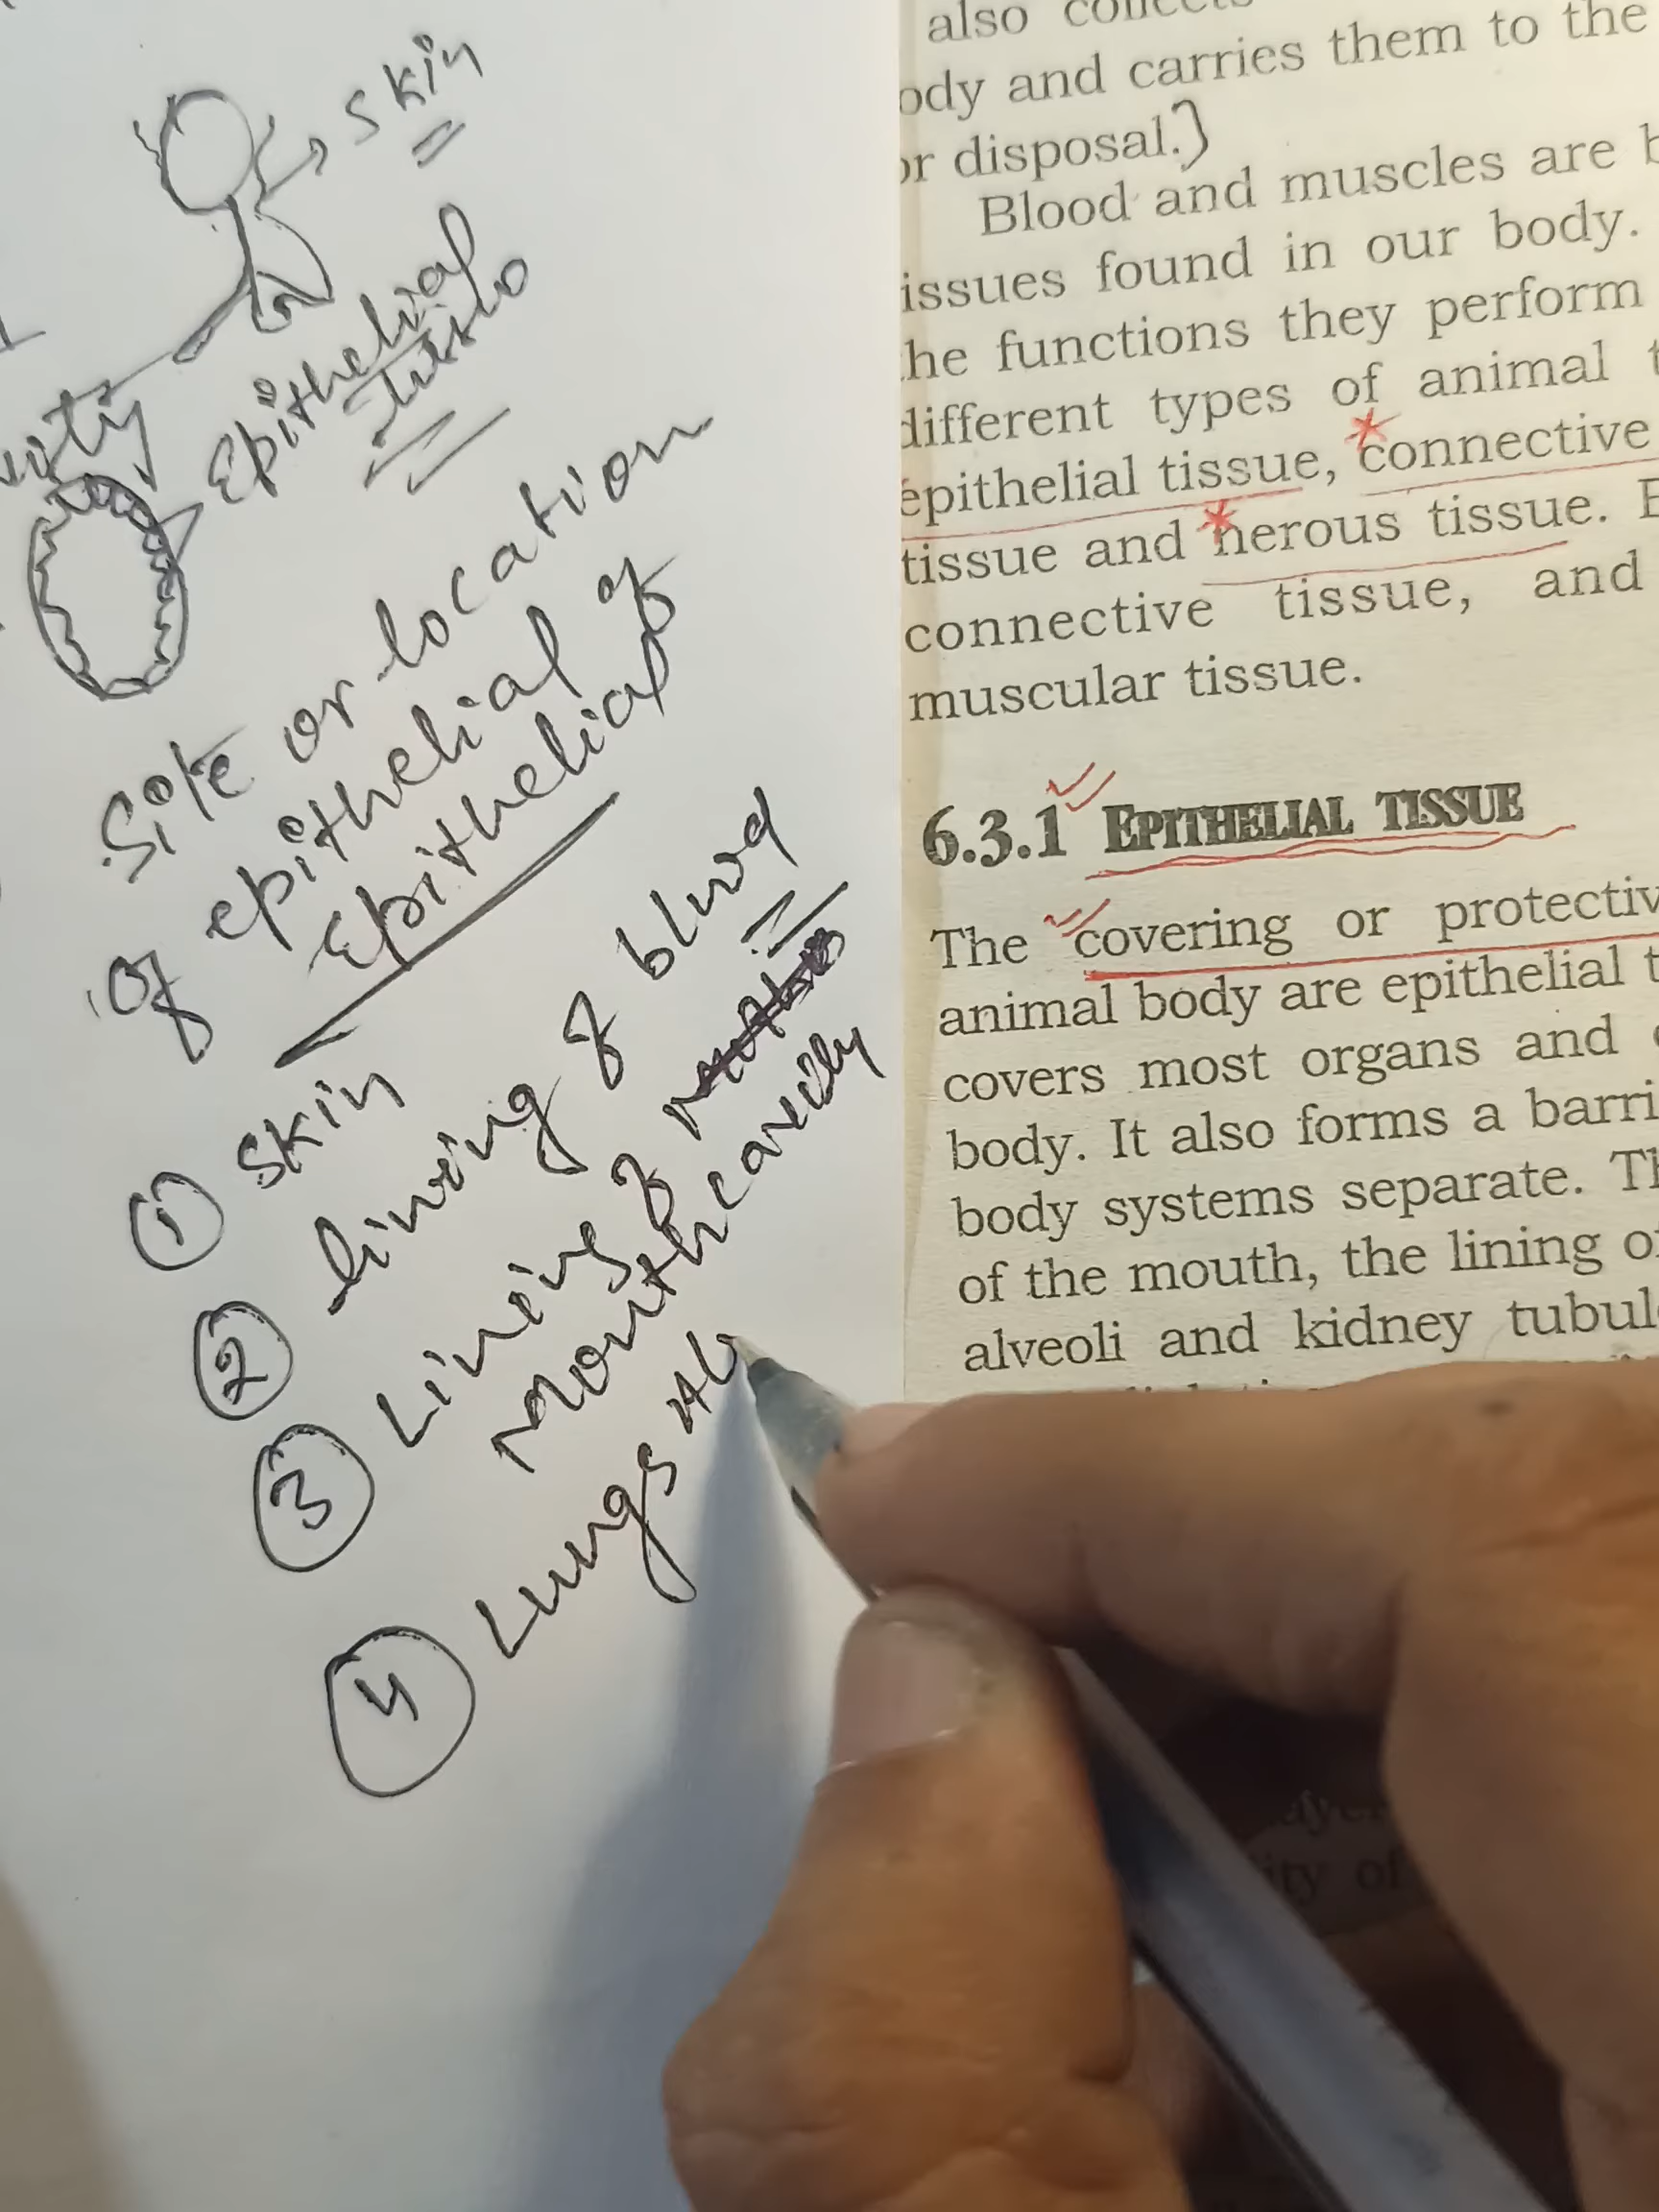 Skin
Epithelial
Site or location
of epithelial of
Epithelial
① Skin
② lining of blood
③ Lining of
Mouth cavity
④ Lungs Al
also collects
ody and carries them to the
or disposal.}
Blood and muscles are b
issues found in our body.
he functions they perform
different types of animal t
epithelial tissue, connective
tissue and nerous tissue. B
connective tissue, and
muscular tissue.
6.3.1 EPITHELIAL TISSUE
The covering or protectiv
animal body are epithelial t
covers most organs and
body. It also forms a barri
body systems separate. Th
of the mouth, the lining of
alveoli and kidney tubul
ity of